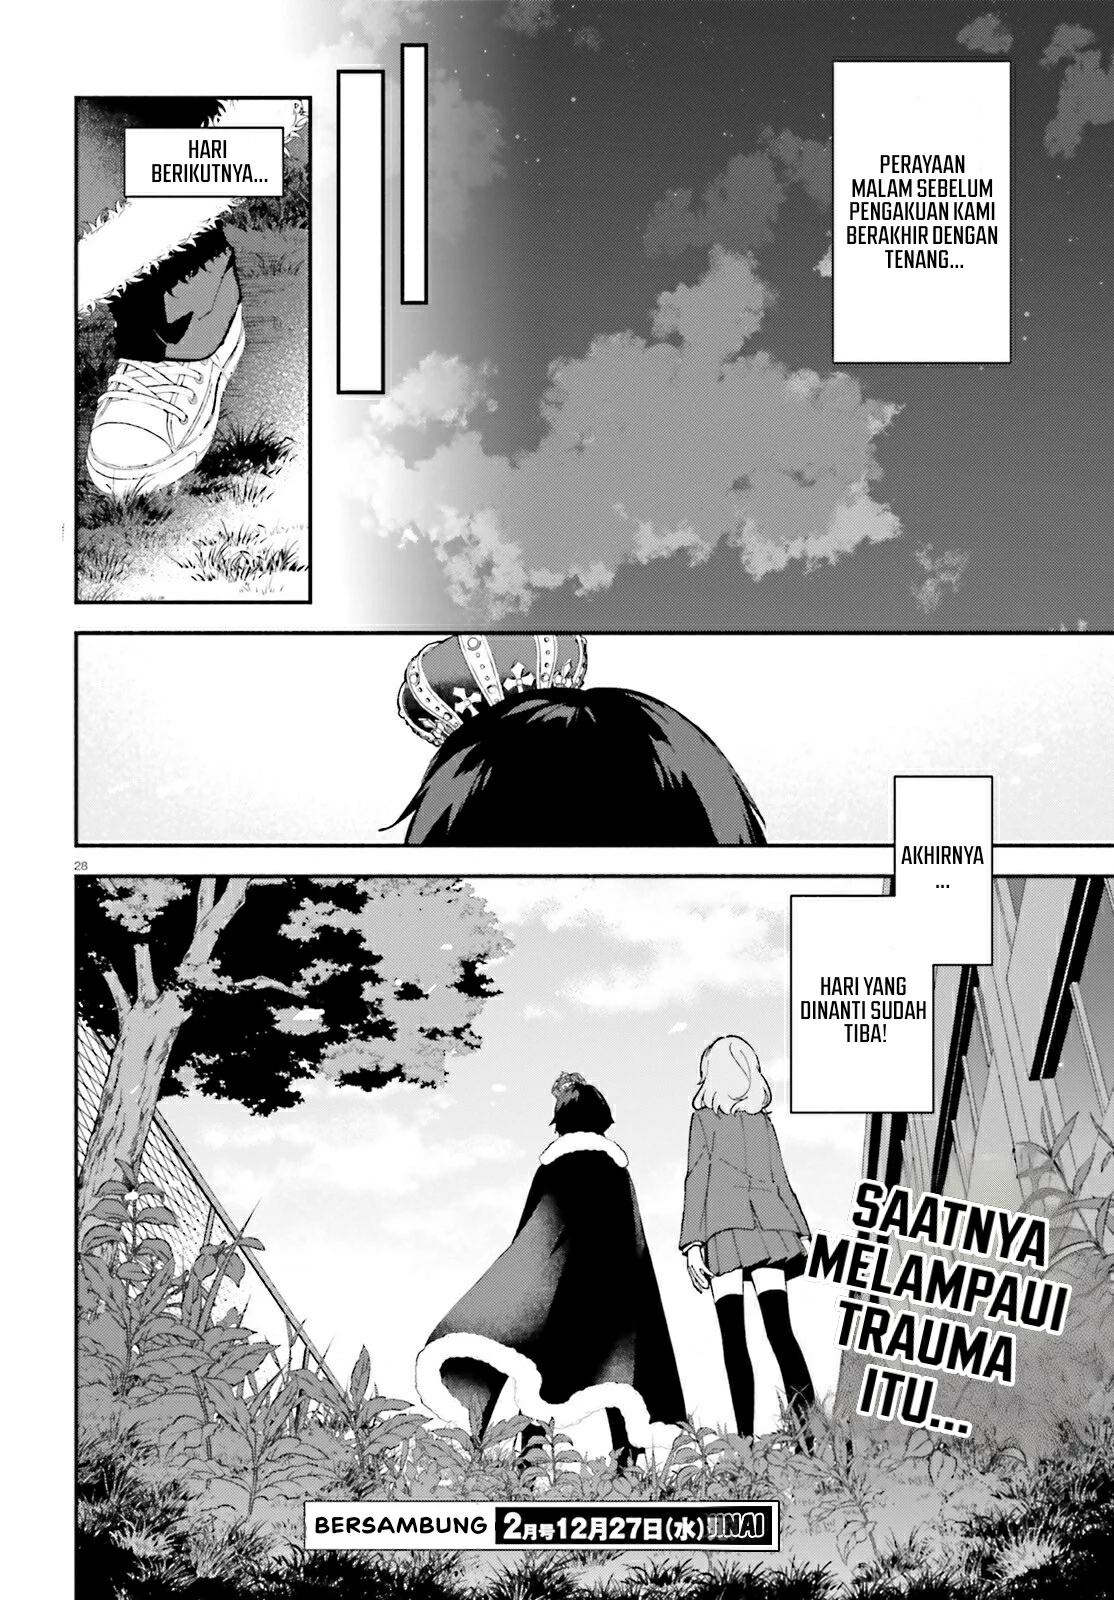 PERAYAAN
MALAM SEBELUM
PENGAKUAN KAMI
BERAKHIR DENGAN
TENANG...
HARI
BERIKUTNYA...
28
AKHIRNYA
...
HARI YANG
DINANTI SUDAH
TIBA!
SAATNYA
MELAMPAUI
TRAUMA
ITU...
BERSAMBUNG 2月号12月27日(水) JINAI